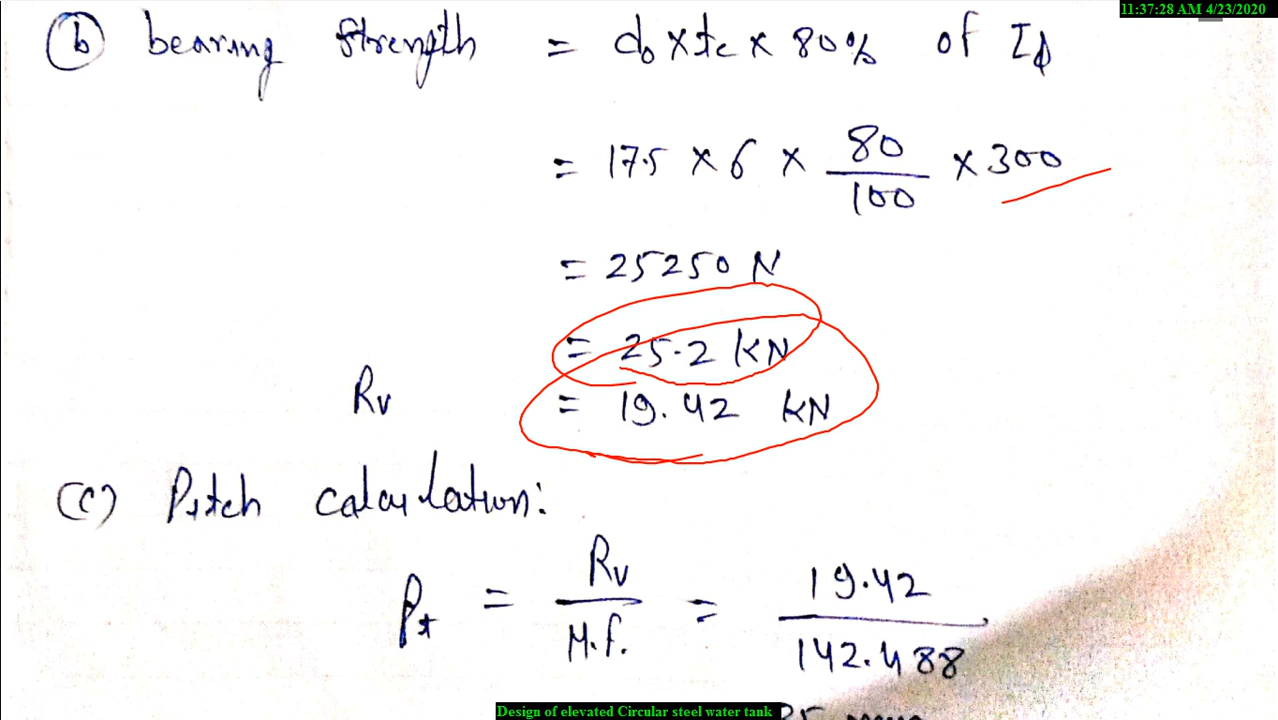 11:37:28 AM 4/23/2020
(b) bearing strength = do × tc × 80% of
= 17.5 × 6 × 80/100 × 300
= 25250 N
= 25.2 kN
Rv = 19.42 kN
(C) Pitch calculation:
Pt = Rv/H.f. = 19.42/142.488
Design of elevated Circular steel water tank